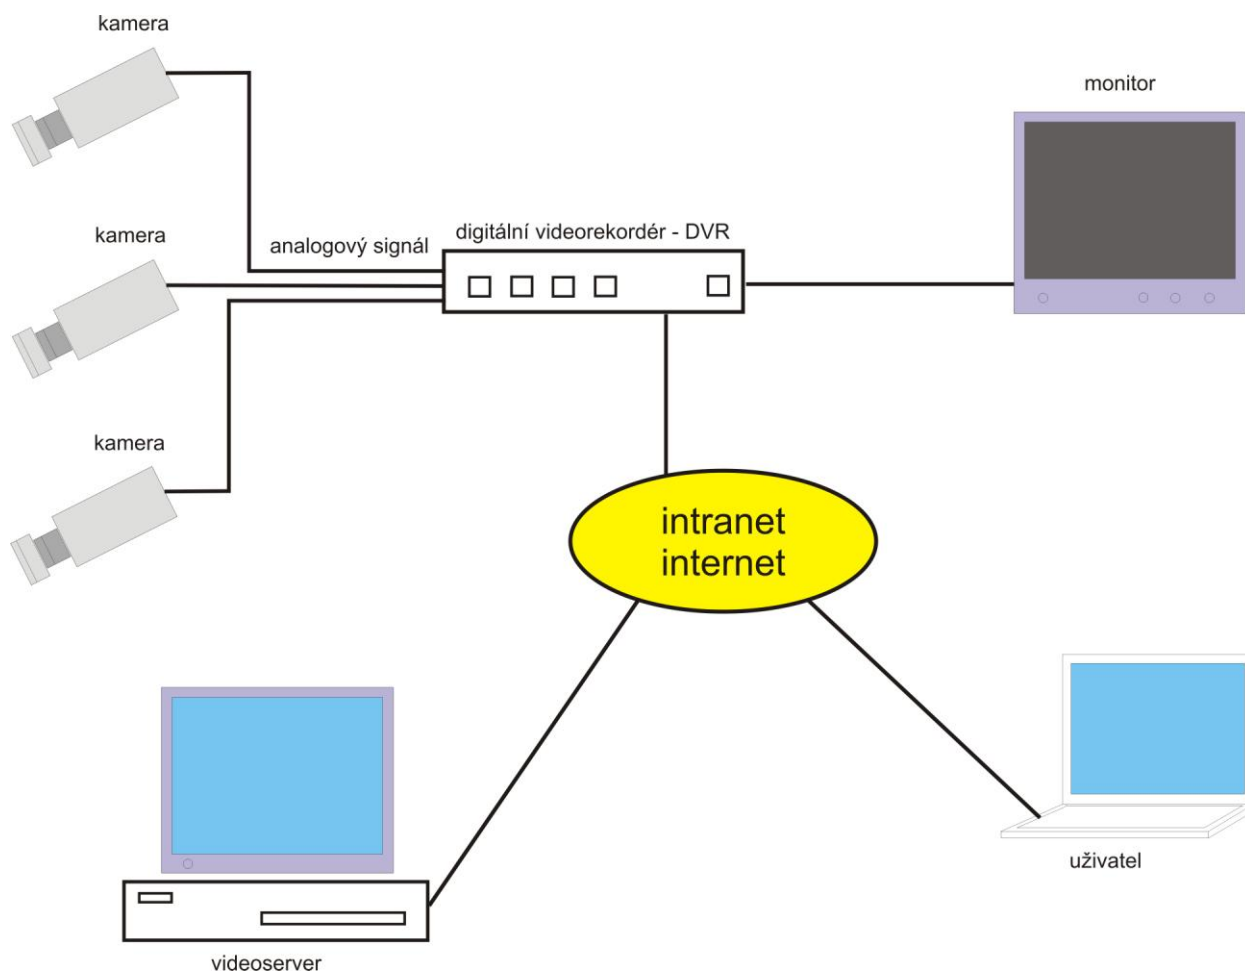 kamera
monitor
kamera
analogový signál
digitální videorekordér - DVR
kamera
intranet
internet
uživatel
videoserver